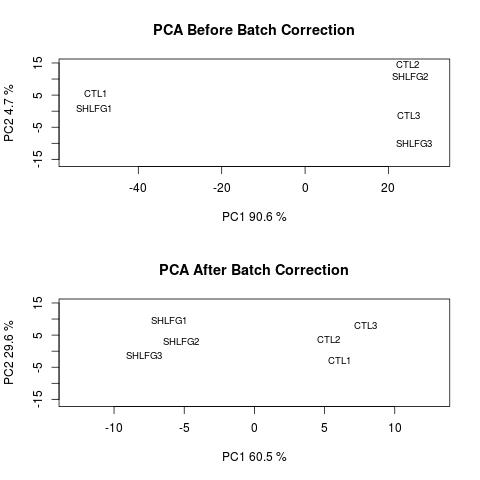 PCA Before Batch Correction
15
5
-5
-15
PC2 4.7 %
CTL1
SHLFG1
CTL2
SHLFG2
CTL3
SHLFG3
-40 -20 0 20
PC1 90.6 %
PCA After Batch Correction
15
5
-5
-15
PC2 29.6 %
SHLFG1
SHLFG2
SHLFG3
CTL3
CTL2
CTL1
-10 -5 0 5 10
PC1 60.5 %